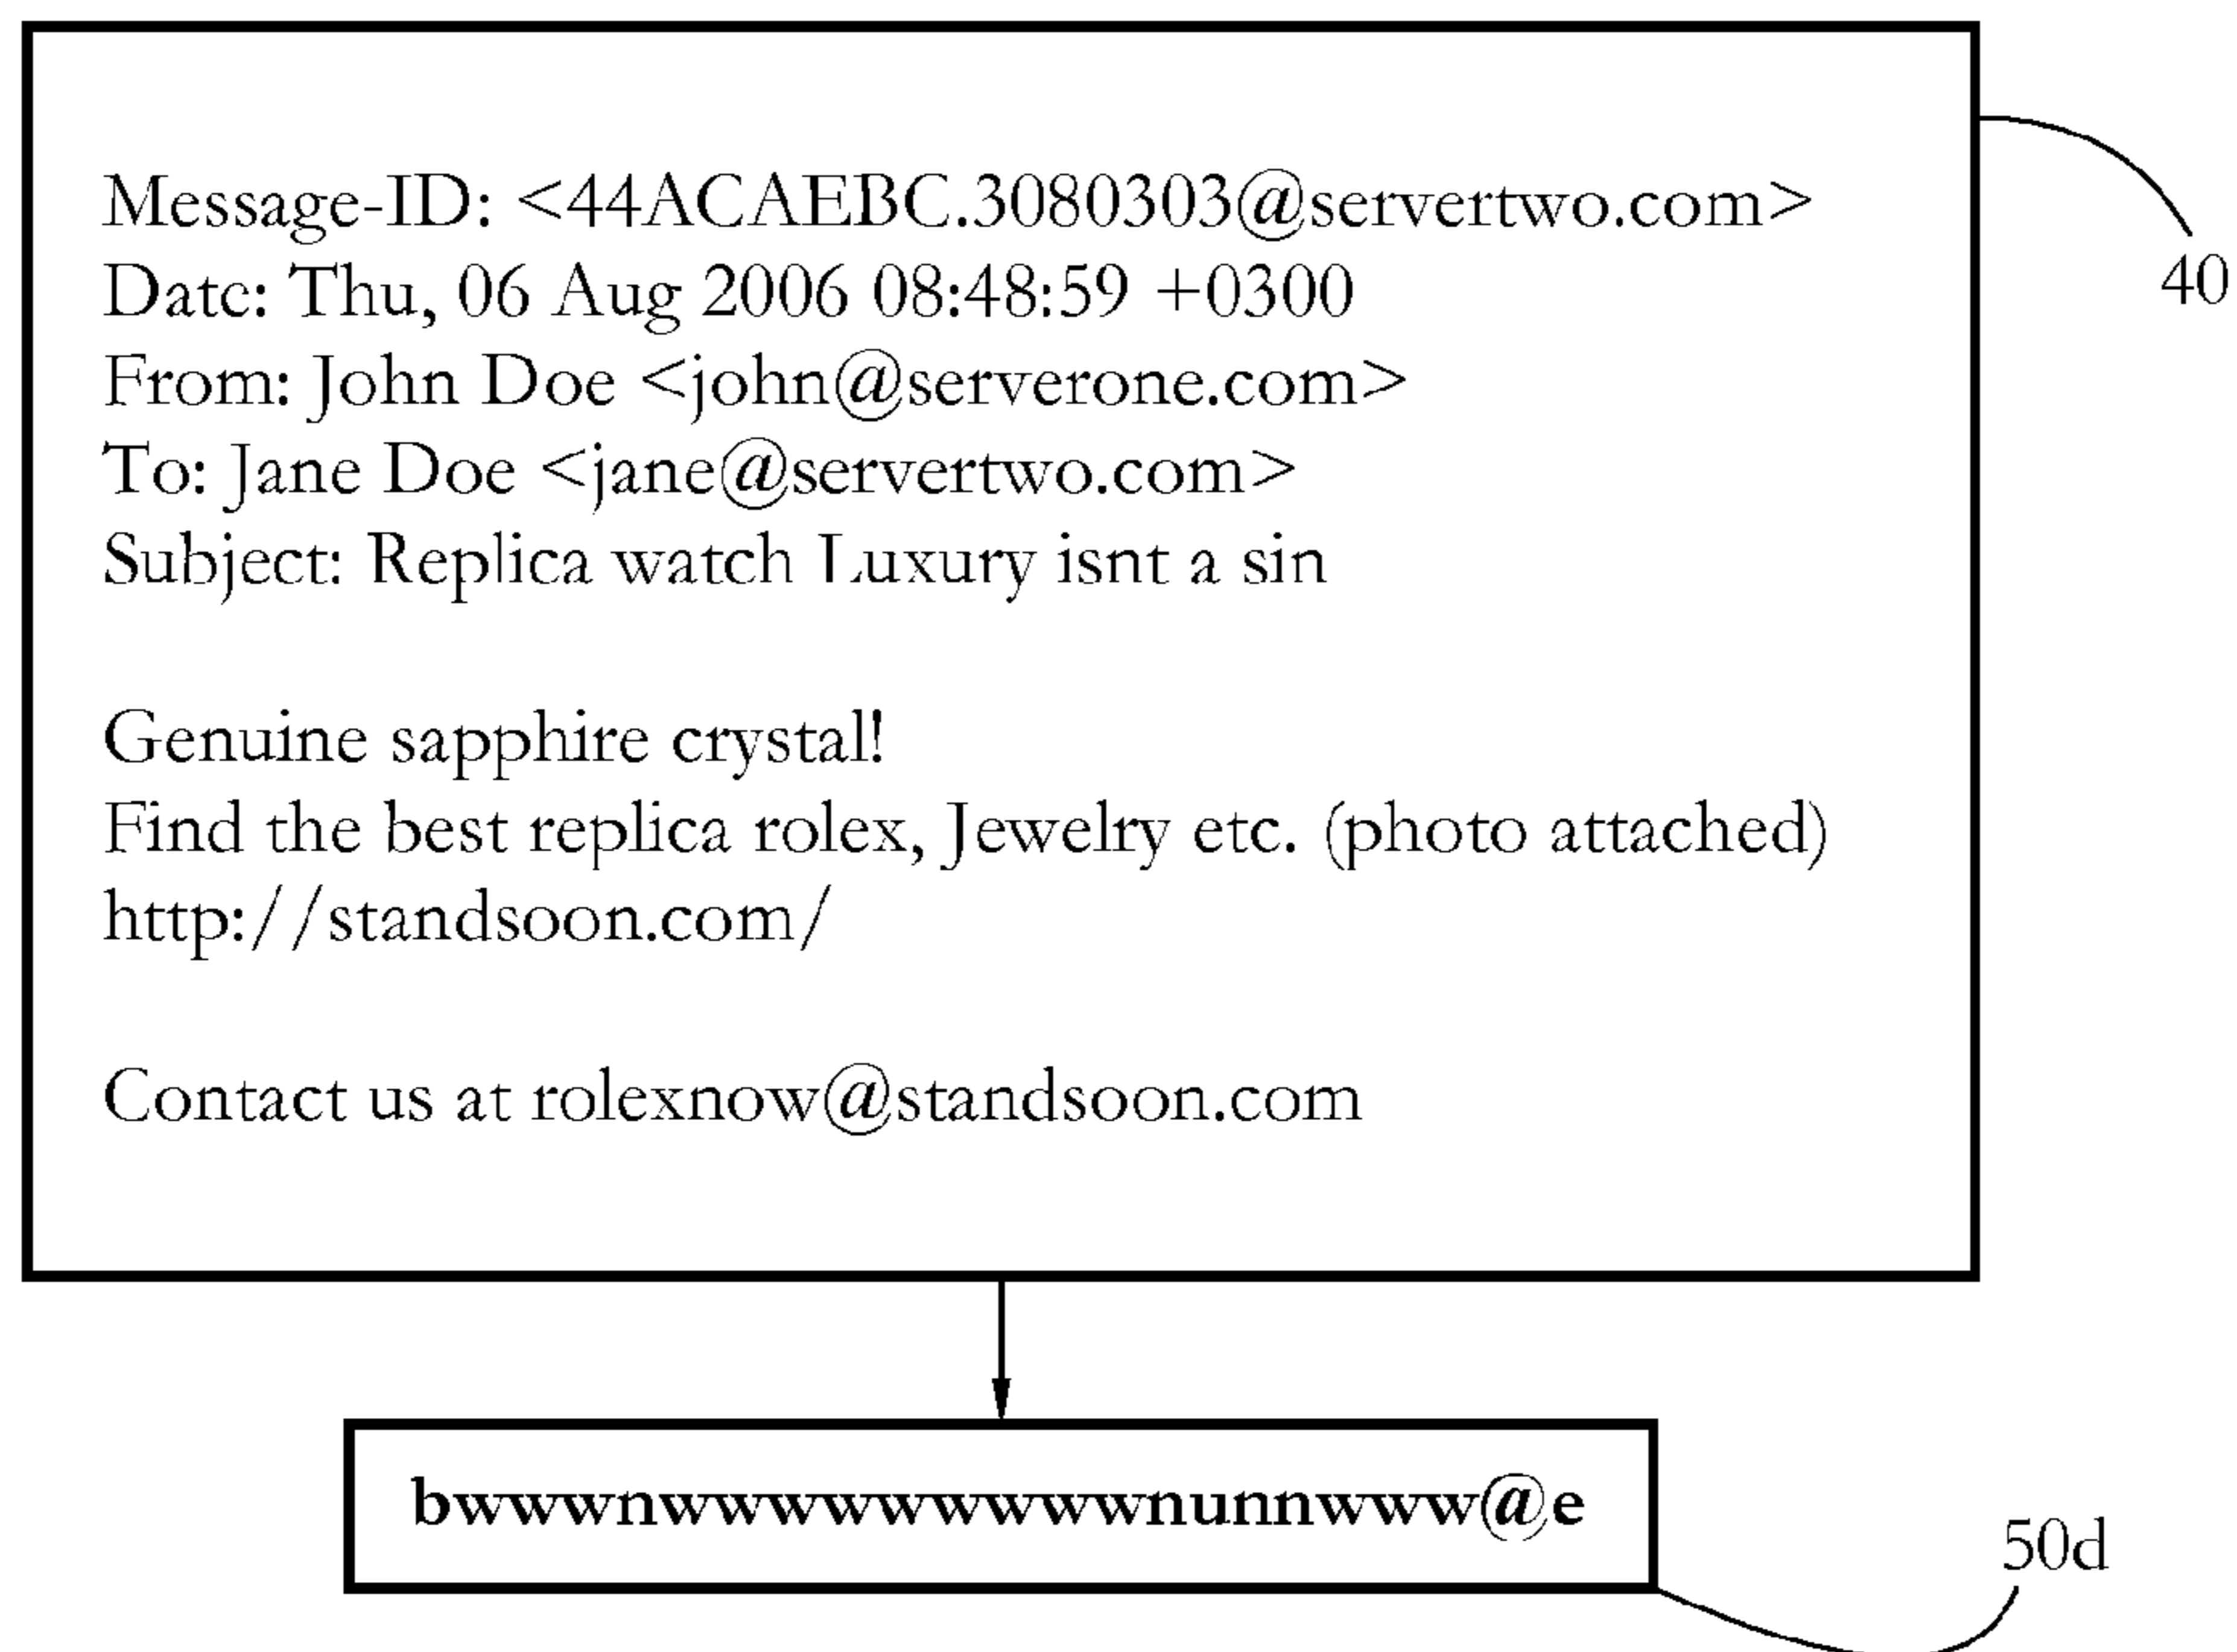 Message-ID: <44ACAEBC.3080303@servertwo.com>
Date: Thu, 06 Aug 2006 08:48:59 +0300
From: John Doe <john@serverone.com>
To: Jane Doe <jane@servertwo.com>
Subject: Replica watch Luxury isnt a sin
Genuine sapphire crystal!
Find the best replica rolex, Jewelry etc. (photo attached)
http://standsoon.com/
Contact us at rolexnow@standsoon.com
40
bwwwnwwwwwwwwwnunnwww@e
50d